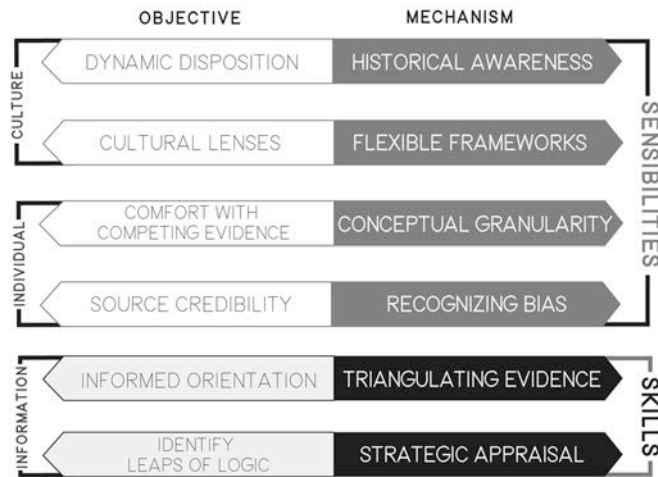 OBJECTIVE
MECHANISM
CULTURE
DYNAMIC DISPOSITION
HISTORICAL AWARENESS
CULTURAL LENSES
FLEXIBLE FRAMEWORKS
SENSIBILITIES
INDIVIDUAL
COMFORT WITH
COMPETING EVIDENCE
CONCEPTUAL GRANULARITY
SOURCE CREDIBILITY
RECOGNIZING BIAS
INFORMATION
INFORMED ORIENTATION
TRIANGULATING EVIDENCE
SKILLS
IDENTIFY
LEAPS OF LOGIC
STRATEGIC APPRAISAL